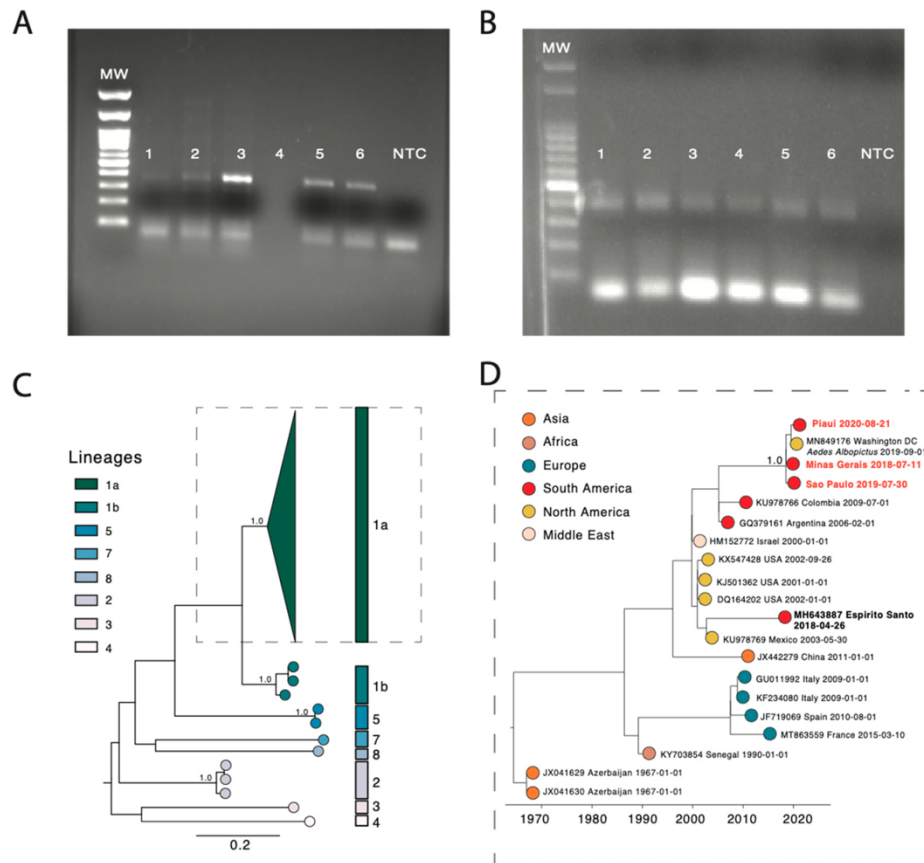 A
MW
1
2
3
4
5
6
NTC
B
MW
1
2
3
4
5
6
NTC
C
Lineages
1a
1b
5
7
8
2
3
4
1.0
1.0
1.0
1.0
1a
1b
5
7
8
2
3
4
0.2
D
Asia
Africa
Europe
South America
North America
Middle East
1.0
Piaui 2020-08-21
MN849176 Washington DC
Aedes Albopictus 2019-09-01
Minas Gerais 2018-07-11
Sao Paulo 2019-07-30
KU978766 Colombia 2009-07-01
GQ379161 Argentina 2006-02-01
HM152772 Israel 2000-01-01
KX547428 USA 2002-09-26
KJ501362 USA 2001-01-01
DQ164202 USA 2002-01-01
MH643887 Espirito Santo
2018-04-26
KU978769 Mexico 2003-05-30
JX442279 China 2011-01-01
GU011992 Italy 2009-01-01
KF234080 Italy 2009-01-01
JF719069 Spain 2010-08-01
MT863559 France 2015-03-10
KY703854 Senegal 1990-01-01
JX041629 Azerbaijan 1967-01-01
JX041630 Azerbaijan 1967-01-01
1970 1980 1990 2000 2010 2020